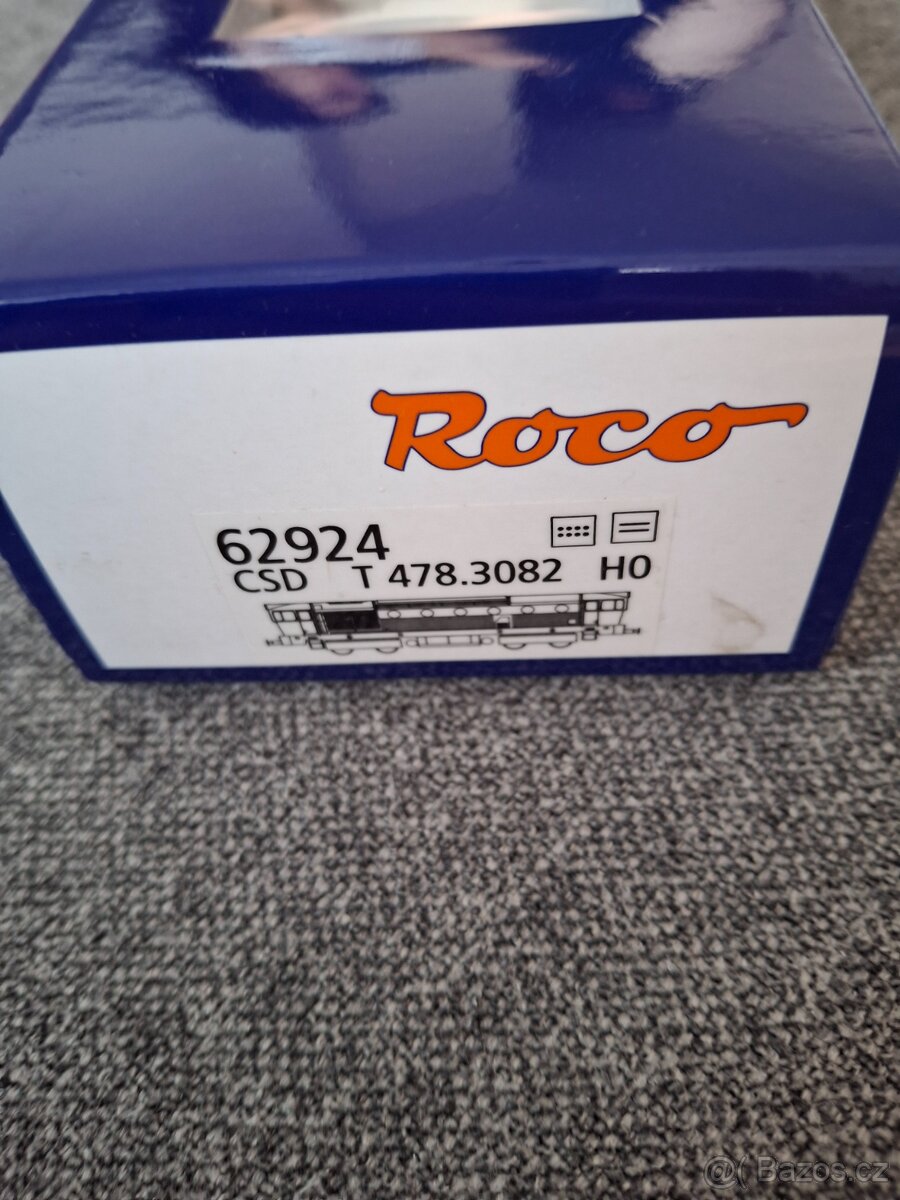 Roco
62924
CSD T 478.3082 H0
@( Bazos.cz